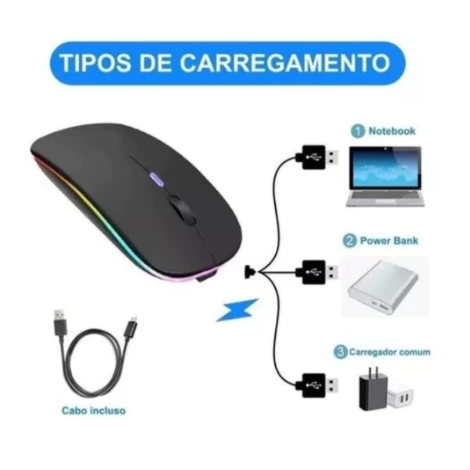 TIPOS DE CARREGAMENTO
1 Notebook
2 Power Bank
3 Carregador comum
Cabo incluso